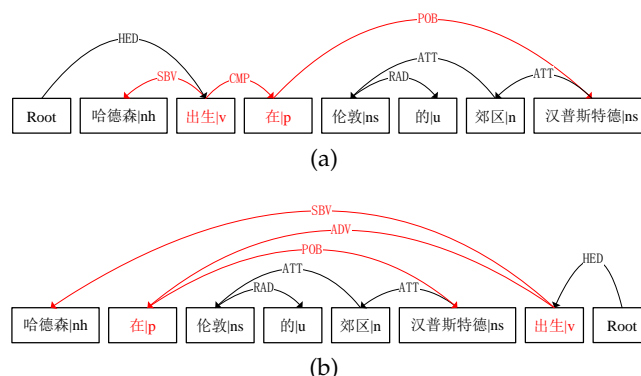 POB
HED
ATT
SBV CMP RAD ATT
Root 哈德森|nh 出生|v 在|p 伦敦|ns 的|u 郊区|n 汉普斯特德|ns
(a)
SBV
ADV
POB HED
ATT
RAD ATT
哈德森|nh 在|p 伦敦|ns 的|u 郊区|n 汉普斯特德|ns 出生|v Root
(b)